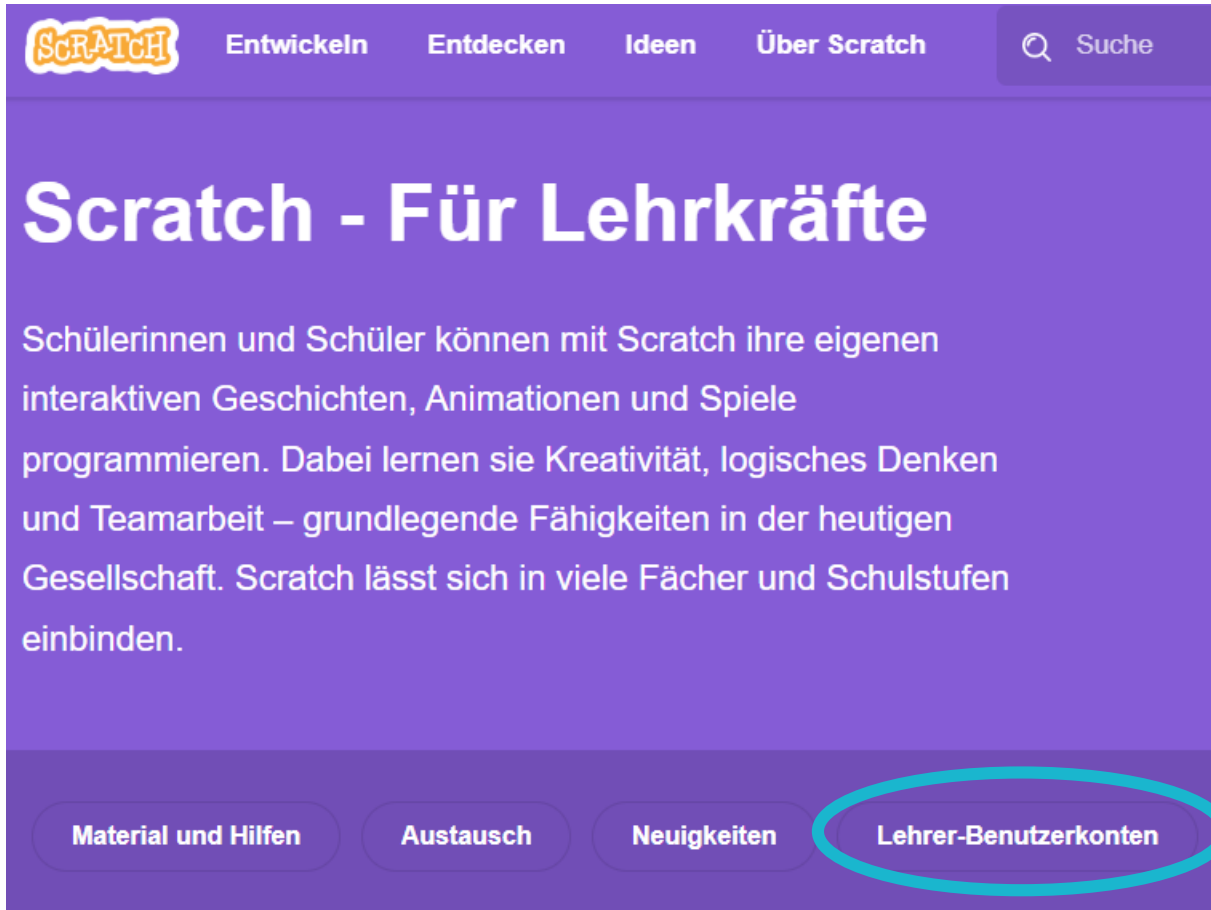 SCRATCH Entwickeln Entdecken Ideen Über Scratch Suche
Scratch - Für Lehrkräfte
Schülerinnen und Schüler können mit Scratch ihre eigenen
interaktiven Geschichten, Animationen und Spiele
programmieren. Dabei lernen sie Kreativität, logisches Denken
und Teamarbeit – grundlegende Fähigkeiten in der heutigen
Gesellschaft. Scratch lässt sich in viele Fächer und Schulstufen
einbinden.
Material und Hilfen Austausch Neuigkeiten Lehrer-Benutzerkonten